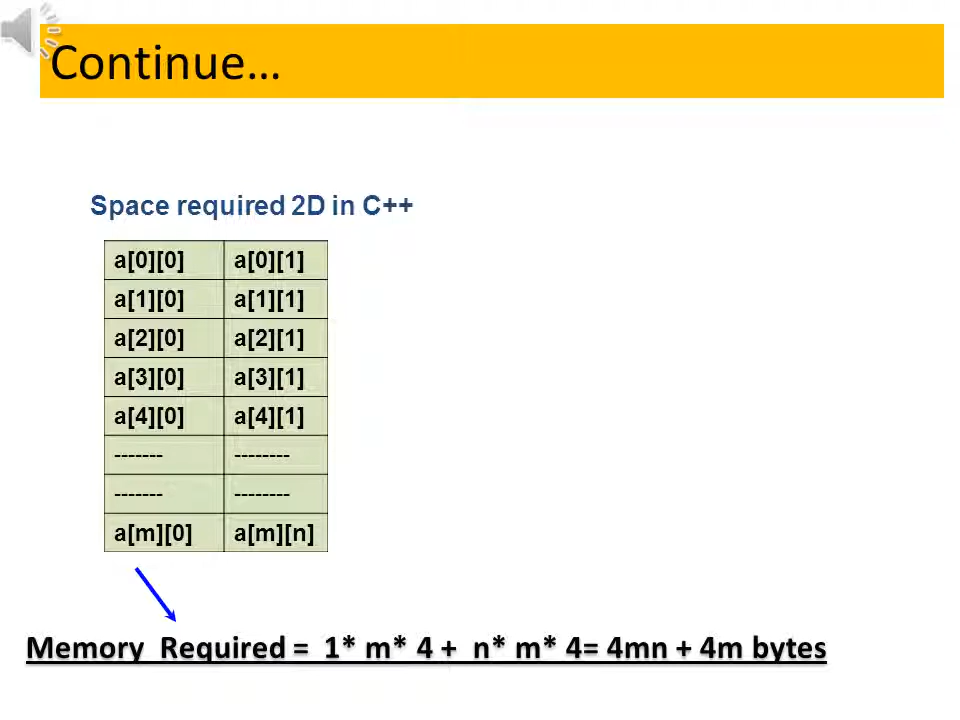 Continue…
Space required 2D in C++
a[0][0] a[0][1]
a[1][0] a[1][1]
a[2][0] a[2][1]
a[3][0] a[3][1]
a[4][0] a[4][1]
------- --------
------- --------
a[m][0] a[m][n]
Memory Required = 1* m* 4 + n* m* 4= 4mn + 4m bytes